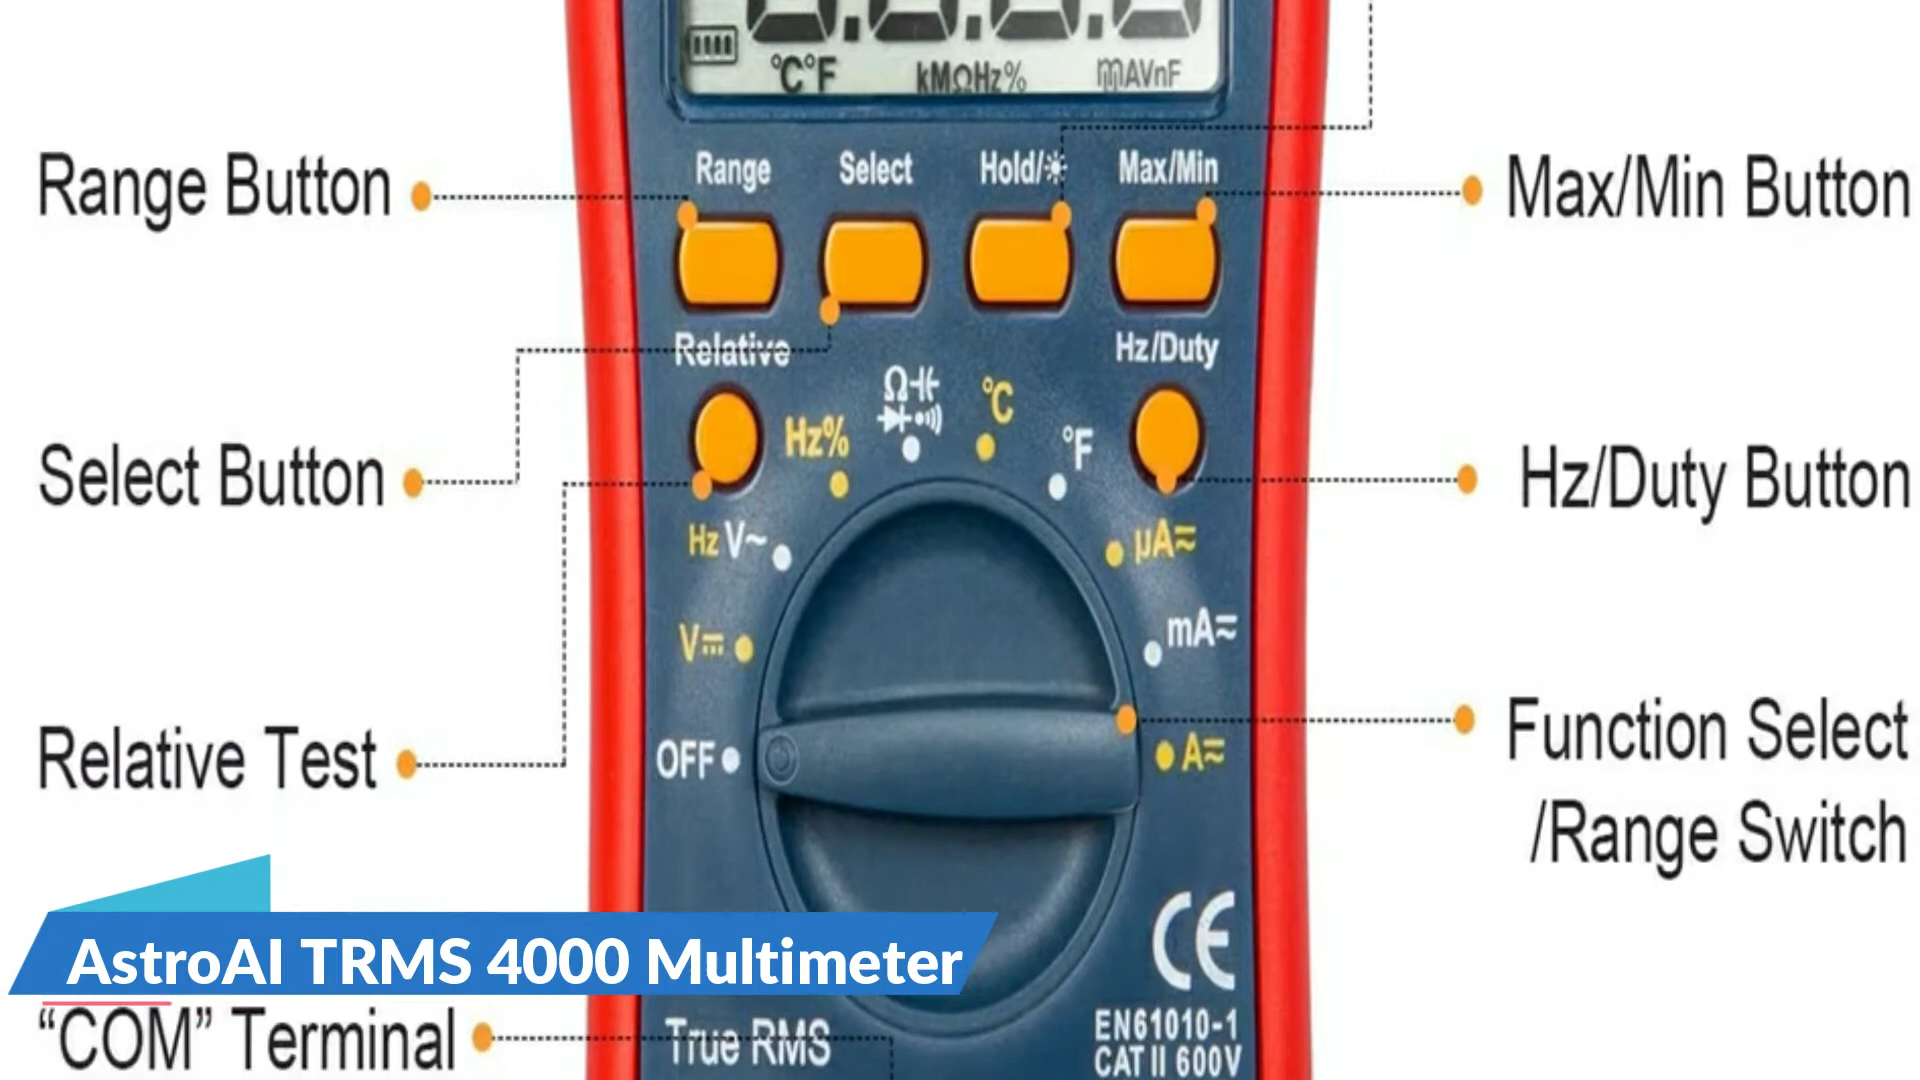 °C°F kMΩHz% mAVnF
Range Select Hold/☀ Max/Min
Range Button
Max/Min Button
Relative
Hz/Duty
Select Button
Hz/Duty Button
Hz%
Ω
°C
°F
Hz V~
µA
mA
V
OFF
A
Relative Test
Function Select
/Range Switch
CE
AstroAI TRMS 4000 Multimeter
“COM” Terminal
True RMS
EN61010-1
CAT II 600V